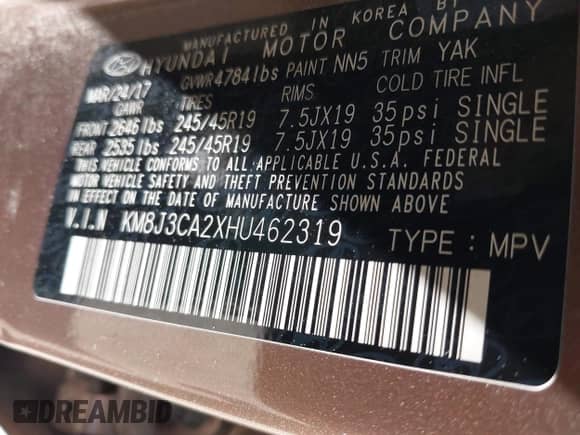 MANUFACTURED IN KOREA BY
HYUNDAI MOTOR COMPANY
MAR/24/17 GVWR 4784lbs PAINT NN5 TRIM YAK
GAWR TIRES RIMS COLD TIRE INFL
FRONT 2646lbs 245/45R19 7.5JX19 35psi SINGLE
REAR 2535lbs 245/45R19 7.5JX19 35psi SINGLE
THIS VEHICLE CONFORMS TO ALL APPLICABLE U.S.A. FEDERAL
MOTOR VEHICLE SAFETY AND THEFT PREVENTION STANDARDS
IN EFFECT ON THE DATE OF MANUFACTURE SHOWN ABOVE.
V.I.N KM8J3CA2XHU462319 TYPE : MPV
DREAMBID